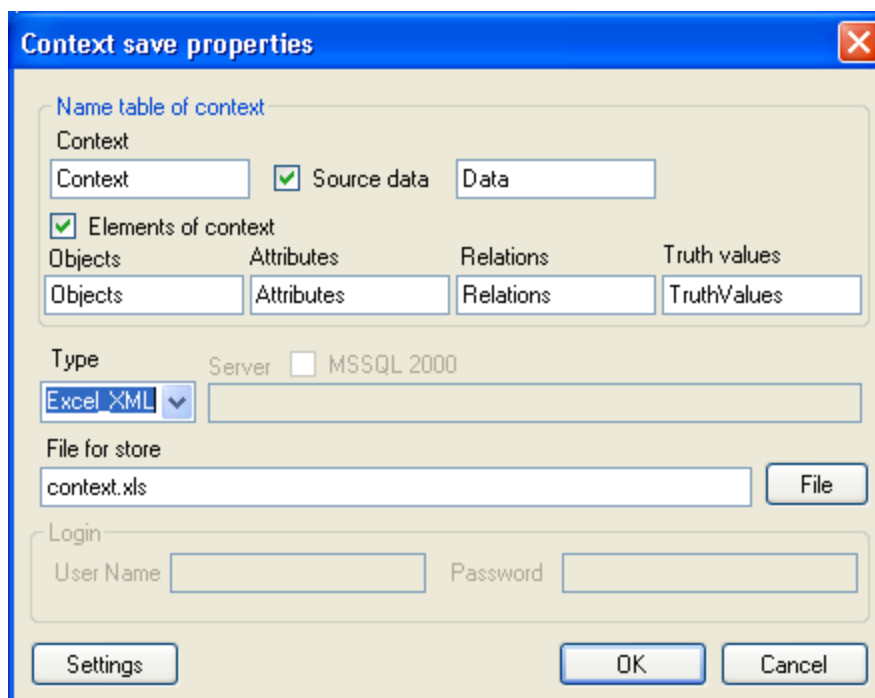 Context save properties
Name table of context
Context
Context Source data Data
Elements of context
Objects Attributes Relations Truth values
Objects Attributes Relations TruthValues
Type Server MSSQL 2000
Excel_XML
File for store
context.xls File
Login
User Name Password
Settings OK Cancel